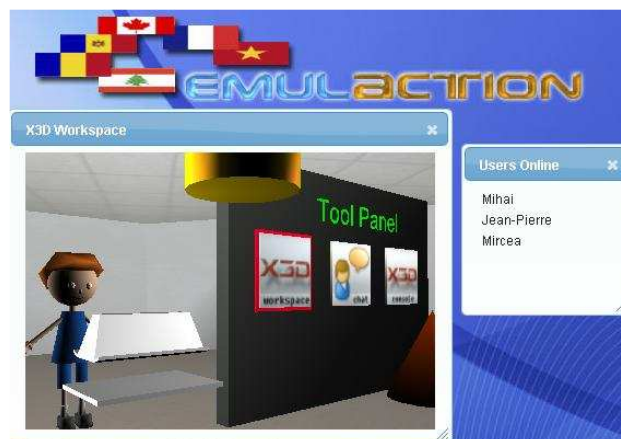 EMULACTION
X3D Workspace
Users Online
Mihai
Jean-Pierre
Mircea
Tool Panel
X3D
workspace
chat
X3D
console